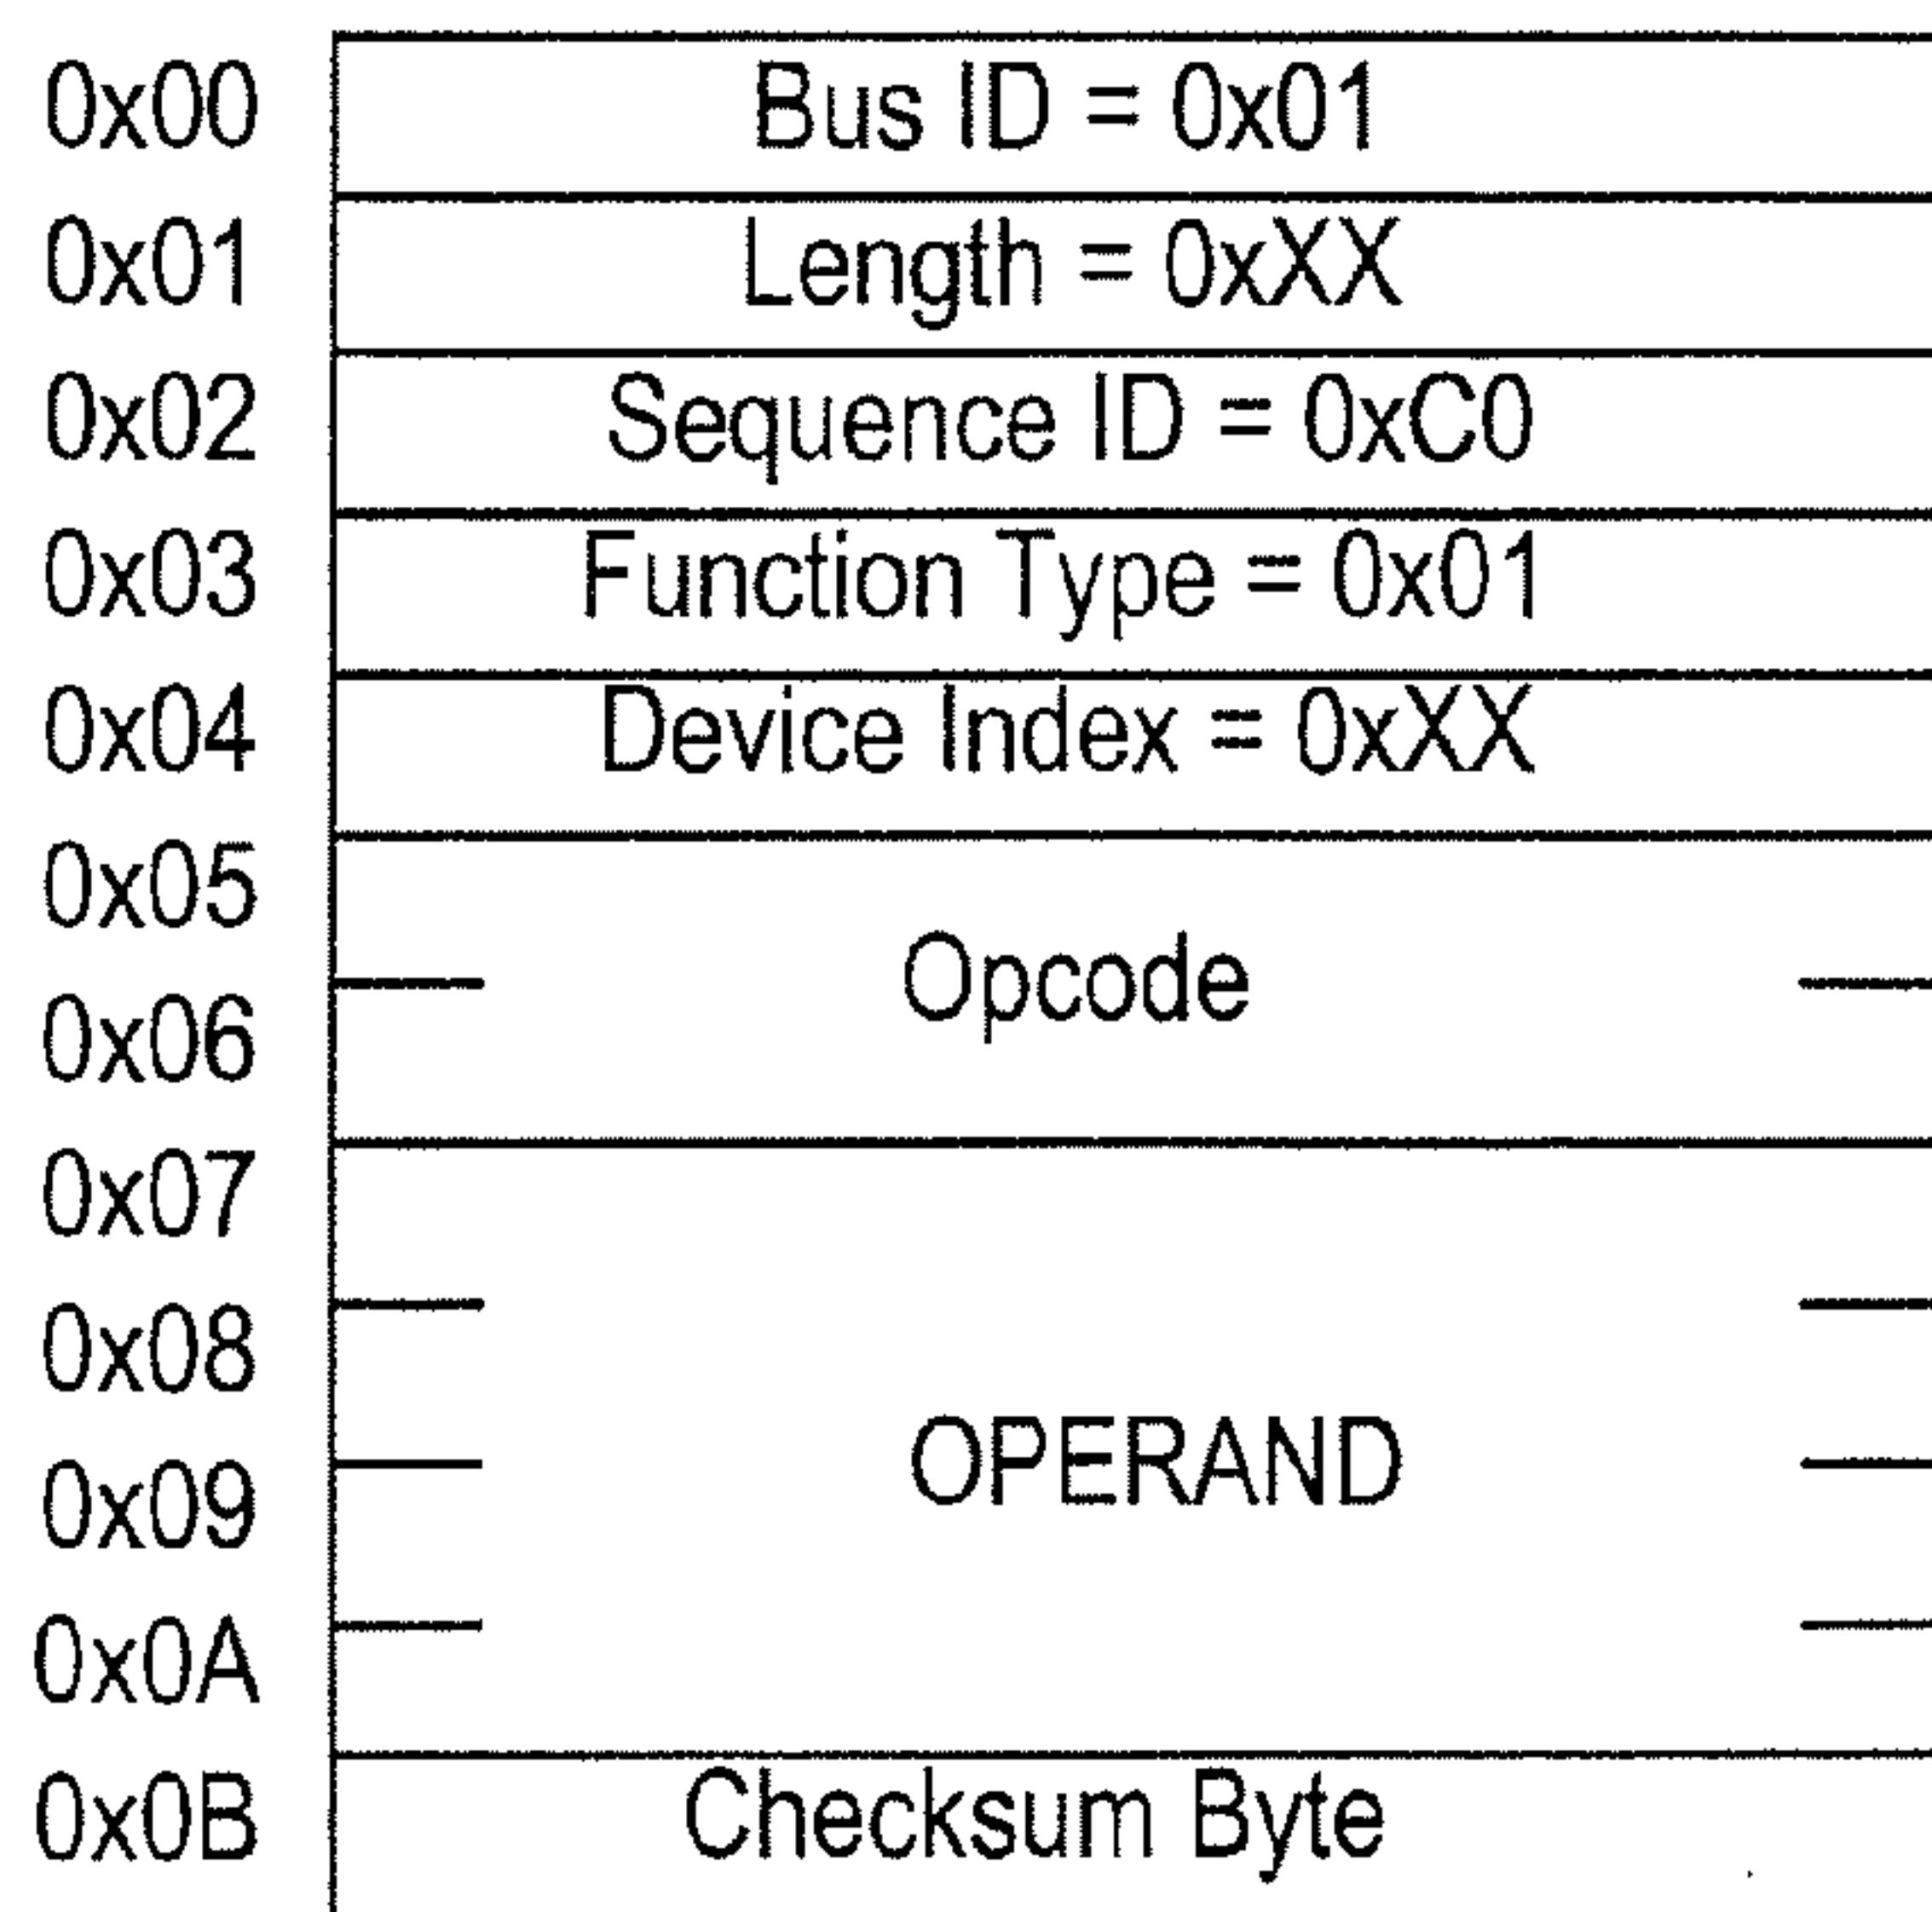 0x00 Bus ID = 0x01
0x01 Length = 0xXX
0x02 Sequence ID = 0xC0
0x03 Function Type = 0x01
0x04 Device Index = 0xXX
0x05
Opcode
0x06
0x07
0x08
OPERAND
0x09
0x0A
0x0B Checksum Byte